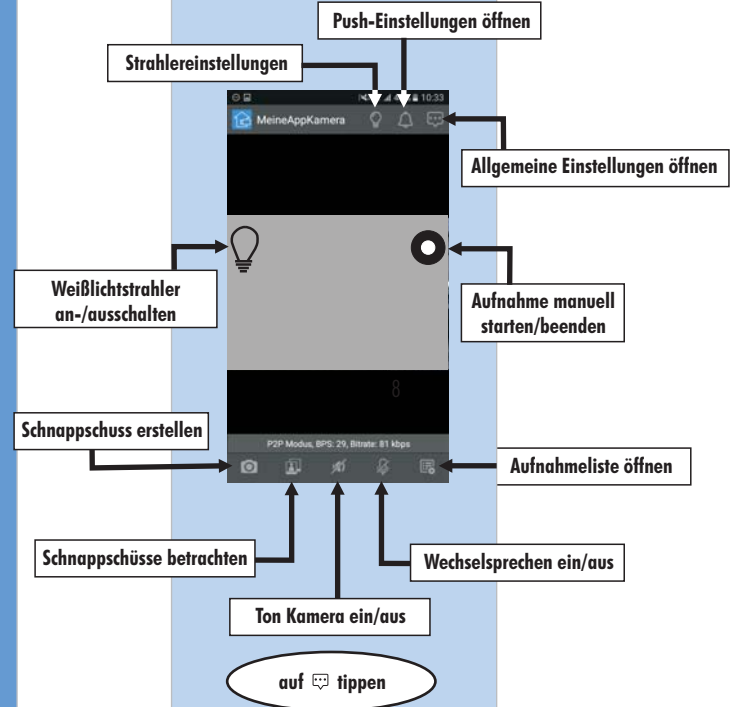 Push-Einstellungen öffnen
Strahlereinstellungen
10:33
MeineAppKamera
Allgemeine Einstellungen öffnen
Weißlichtstrahler
an-/ausschalten
Aufnahme manuell
starten/beenden
8
P2P Modus, BPS: 29, Bitrate: 81 kbps
Schnappschuss erstellen
Aufnahmeliste öffnen
Schnappschüsse betrachten
Wechselsprechen ein/aus
Ton Kamera ein/aus
auf tippen